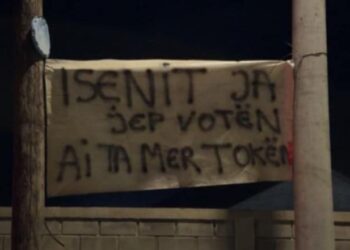 ISENIT JA
JEP VOTËN
Ai TA MER TOKËN